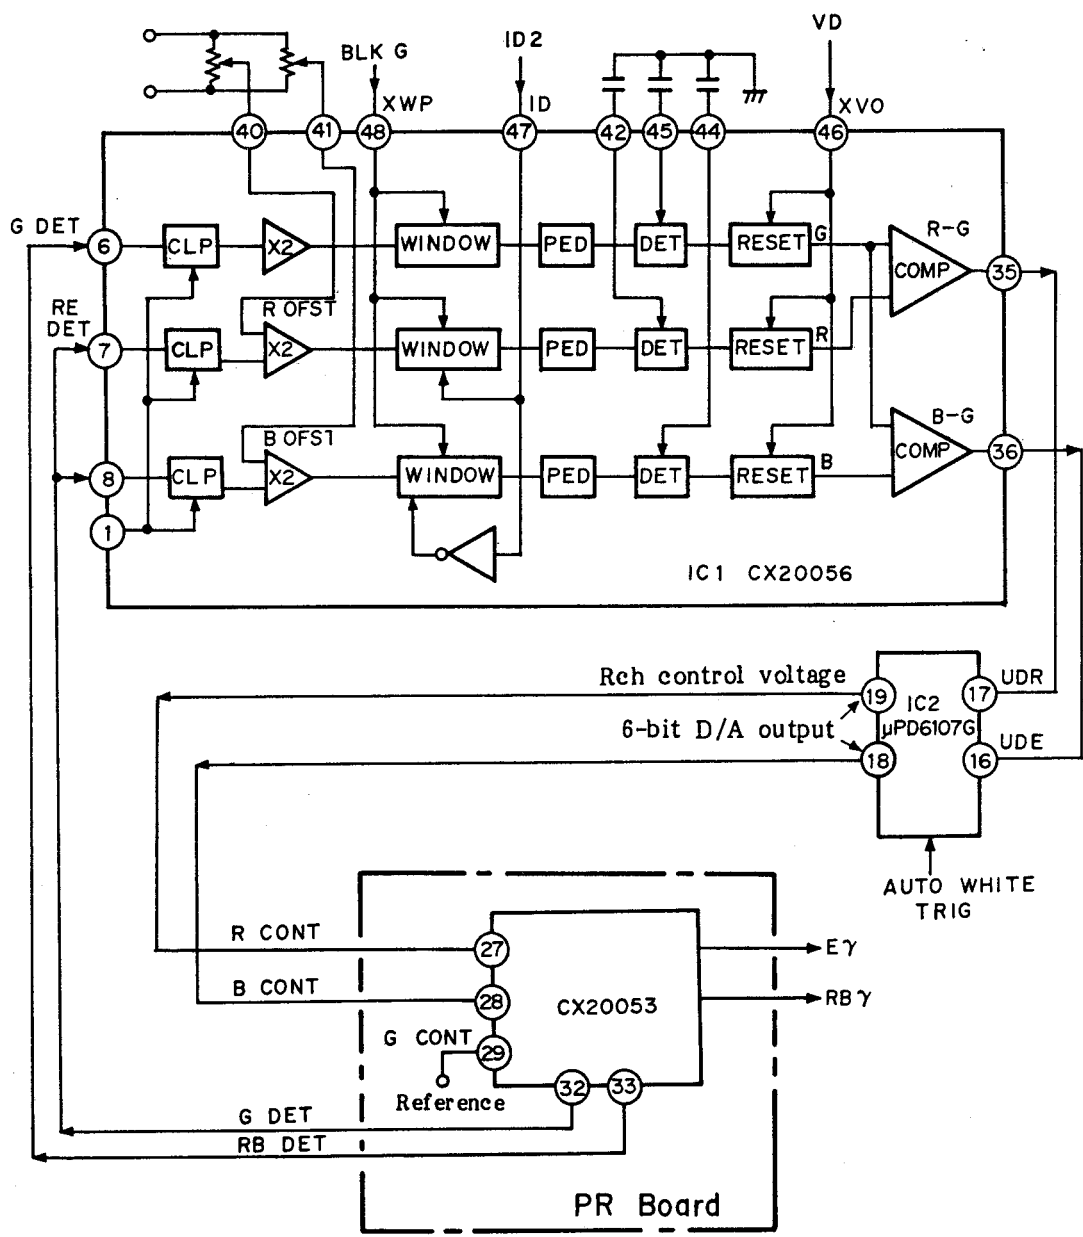 ID2
VD
BLK G
XWP
ID
XVO
40
41
48
47
42
45
44
46
G DET
6
CLP
X2
WINDOW
PED
DET
RESET
G
R-G
COMP
35
R OFST
RE
DET
7
CLP
X2
WINDOW
PED
DET
RESET
R
B OFST
B-G
COMP
36
8
CLP
X2
WINDOW
PED
DET
RESET
B
1
IC1 CX20056
Rch control voltage
19
IC2
17
UDR
6-bit D/A output
μPD6107G
UDE
18
16
AUTO WHITE
TRIG
R CONT
27
Eγ
B CONT
28
CX20053
RBγ
G CONT
29
Reference
32
33
G DET
RB DET
PR Board